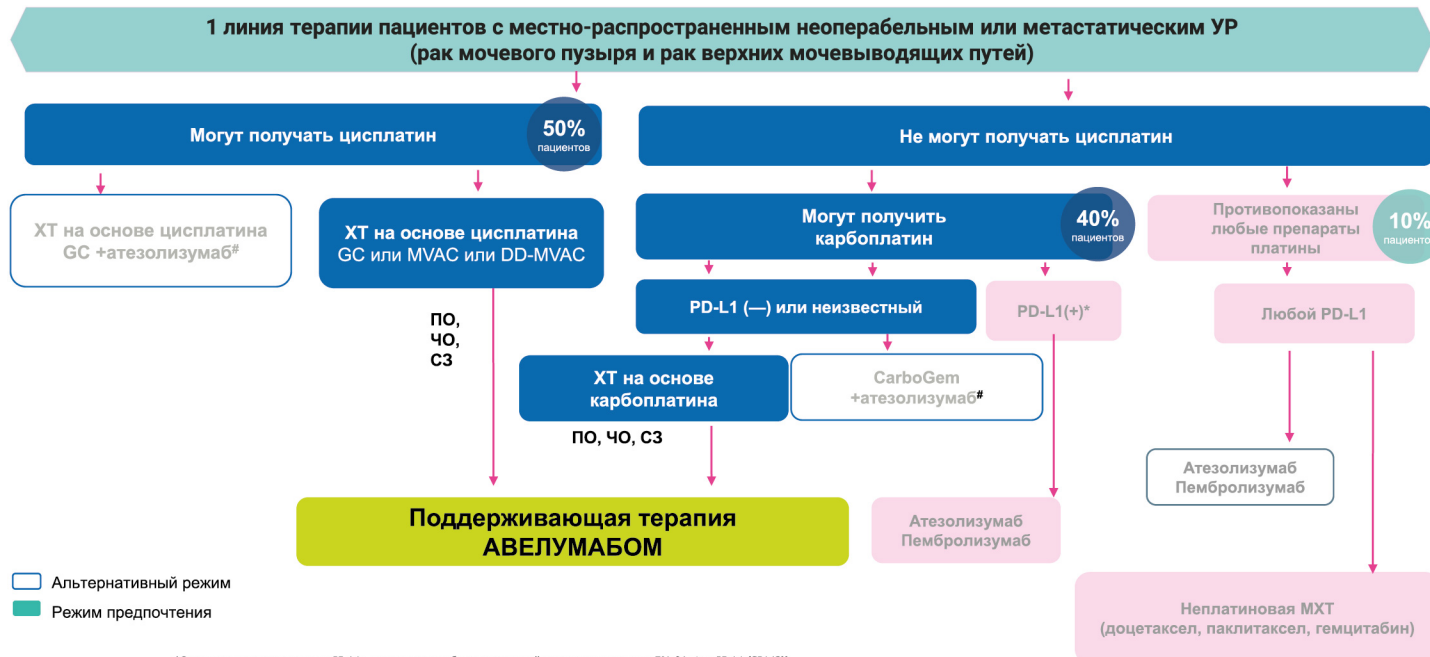 1 линия терапии пациентов с местно-распространенным неоперабельным или метастатическим УР
(рак мочевого пузыря и рак верхних мочевыводящих путей)
Могут получать цисплатин
50%
пациентов
Не могут получать цисплатин
ХТ на основе цисплатина
GC +атезолизумаб#
ХТ на основе цисплатина
GC или MVAC или DD-MVAC
Могут получить
карбоплатин
40%
пациентов
Противопоказаны
любые препараты
платины
10%
пациентов
PD-L1 (—) или неизвестный
PD-L1(+)*
Любой PD-L1
ПО,
ЧО,
СЗ
ХТ на основе
карбоплатина
CarboGem
+атезолизумаб#
ПО, ЧО, СЗ
Атезолизумаб
Пембролизумаб
Поддерживающая терапия
АВЕЛУМАБОМ
Атезолизумаб
Пембролизумаб
Альтернативный режим
Режим предпочтения
Неплатиновая МХТ
(доцетаксел, паклитаксел, гемцитабин)